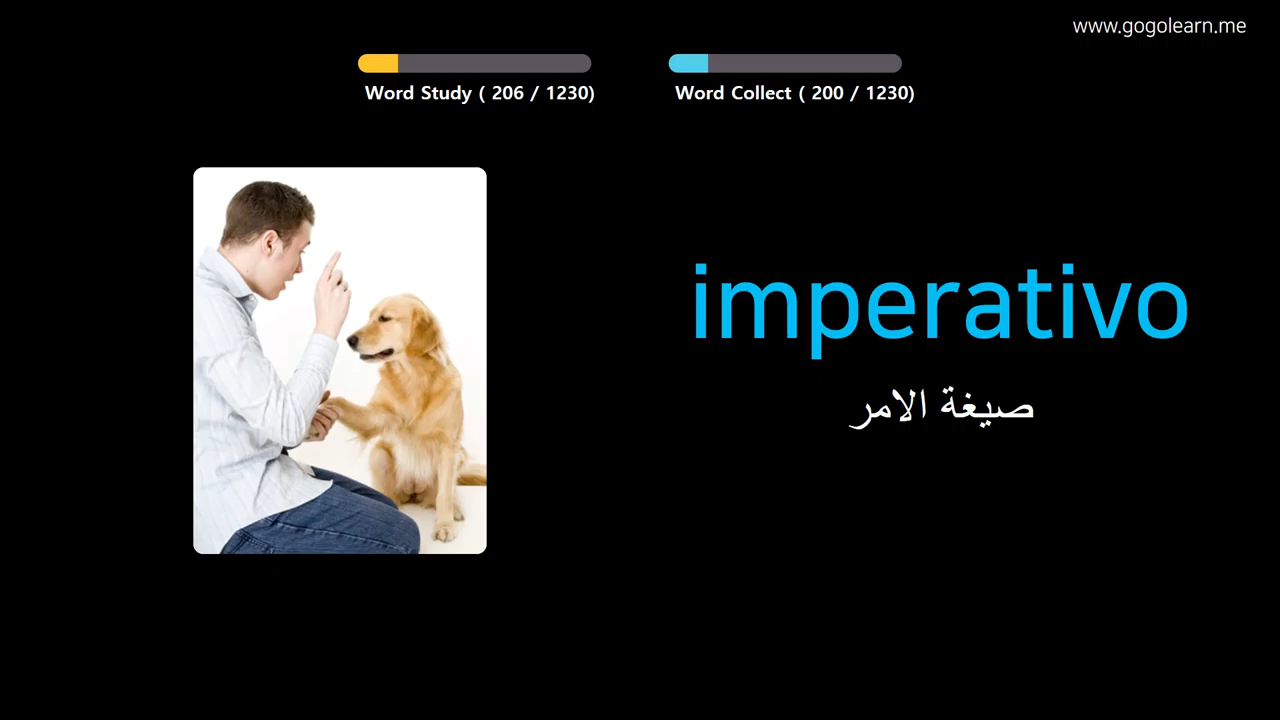 www.gogolearn.me
Word Study ( 206 / 1230)
Word Collect ( 200 / 1230)
imperativo
صيغة الامر